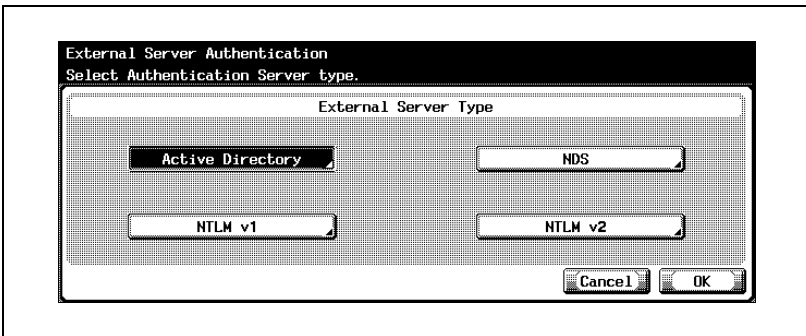 External Server Authentication
Select Authentication Server type.
External Server Type
Active Directory
NDS
NTLM v1
NTLM v2
Cancel
OK